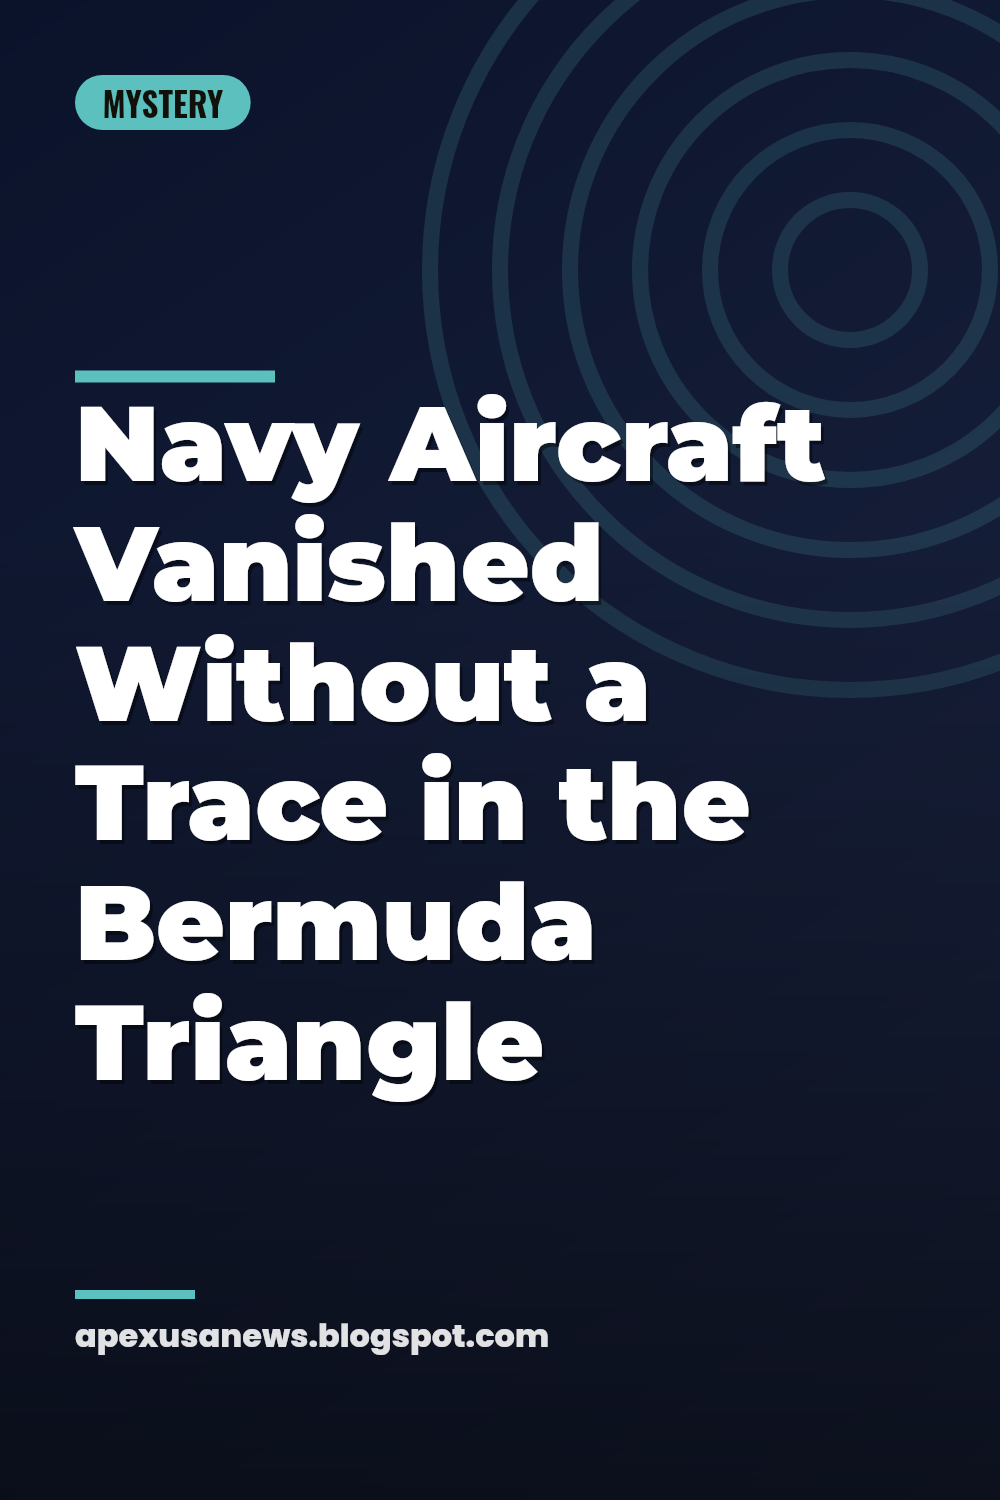 MYSTERY
Navy Aircraft
Vanished
Without a
Trace in the
Bermuda
Triangle
apexusanews.blogspot.com